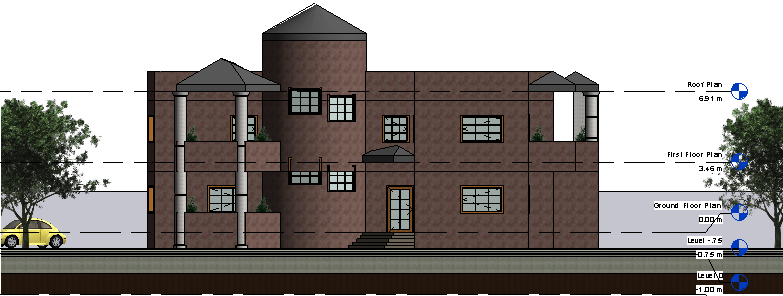 Roof Plan
6.91 m
First Floor Plan
3.46 m
Ground Floor Plan
0.00 m
Level -.75
-0.75 m
Level 0
-1.00 m